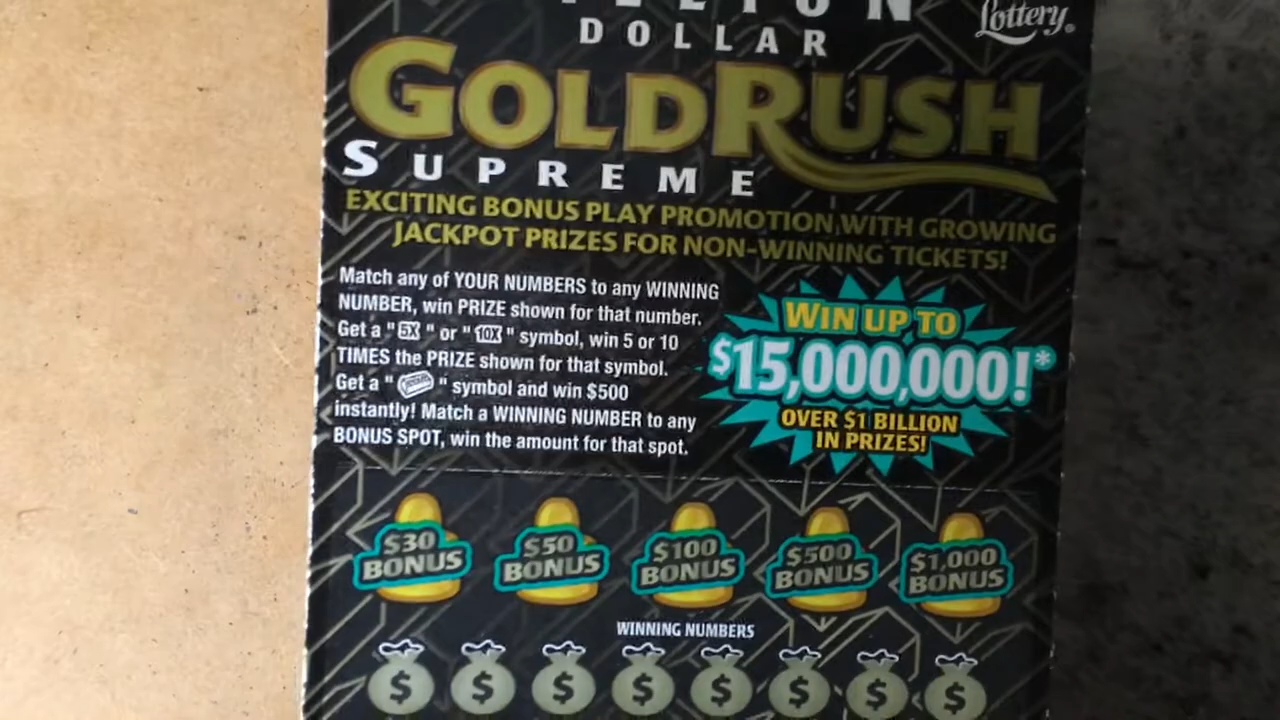 Lottery®
DOLLAR
GOLDRUSH
SUPREME
EXCITING BONUS PLAY PROMOTION WITH GROWING
JACKPOT PRIZES FOR NON-WINNING TICKETS!
Match any of YOUR NUMBERS to any WINNING
NUMBER, win PRIZE shown for that number.
Get a "5X" or "10X" symbol, win 5 or 10
TIMES the PRIZE shown for that symbol.
Get a " " symbol and win $500
instantly! Match a WINNING NUMBER to any
BONUS SPOT, win the amount for that spot.
WIN UP TO
$15,000,000!*
OVER $1 BILLION
IN PRIZES!
$30
BONUS
$50
BONUS
$100
BONUS
$500
BONUS
$1,000
BONUS
WINNING NUMBERS
$ $ $ $ $ $ $ $